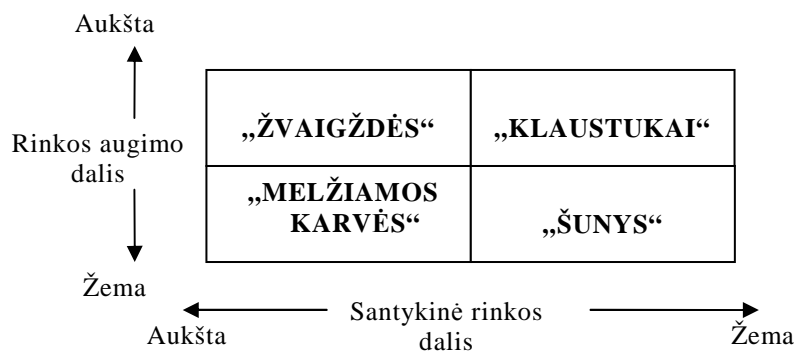 Aukšta
„ŽVAIGŽDĖS“
„KLAUSTUKAI“
Rinkos augimo
dalis
„MELŽIAMOS
KARVĖS“
„ŠUNYS“
Žema
Santykinė rinkos
dalis
Aukšta
Žema